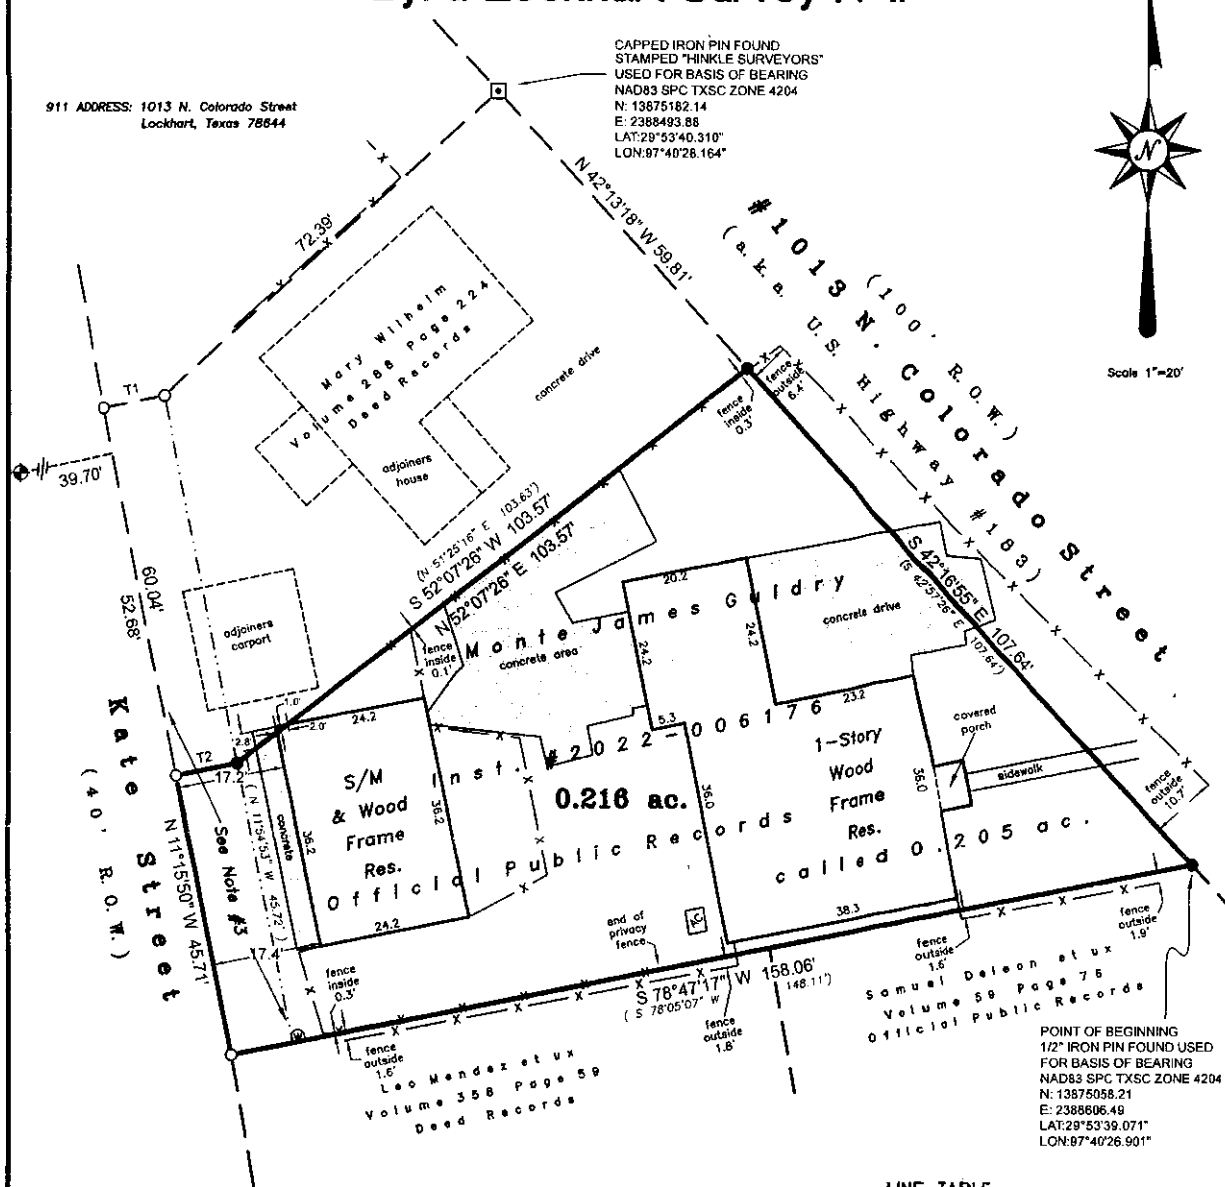 CAPPED IRON PIN FOUND
STAMPED "HINKLE SURVEYORS"
USED FOR BASIS OF BEARING
NAD83 SPC TXSC ZONE 4204
N: 13875182.14
E: 2388493.88
LAT:29°53'40.310"
LON:97°40'28.164"
911 ADDRESS: 1013 N. Colorado Street
Lockhart, Texas 78644
N
Scale 1"=20'
72.39'
N 42°13'18" W 59.81'
#1013 N. Colorado Street
(100' R.O.W.)
(a.k.a. U.S. Highway #183)
Mary Wilhelm
Volume 288 Page 224
Deed Records
concrete drive
adjoiners
house
T1
39.70'
60.04'
52.68'
fence
inside
0.3'
fence
outside
6.4'
(N 51°25'16" E 103.63')
S 52°07'26" W 103.57'
N 52°07'26" E 103.57'
adjoiners
carport
S 42°16'55" E 107.64'
(S 42°57'26" E 107.64')
fence
inside
0.1'
concrete area
Monte James Guldry
Inst. #2022-006176
Official Public Records
called 0.205 ac.
0.216 ac.
20.2
24.2
24.2
5.3
23.2
36.0
36.0
38.3
concrete drive
1-Story
Wood
Frame
Res.
covered
porch
sidewalk
fence
outside
10.7'
Kate Street
(40' R.O.W.)
T2
17.2'
2.8'
1.0'
2.0'
24.2
36.2
36.2
24.2
concrete
S/M
& Wood
Frame
Res.
See Note #3
(N 11°54'53" W 45.72')
N 11°15'50" W 45.71'
17.4'
fence
inside
0.3'
end of
privacy
fence
AC
S 78°47'17" W 158.06'
(S 78°05'07" W 148.11')
fence
outside
1.6'
fence
outside
1.8'
fence
outside
1.6'
fence
outside
1.9'
Leo Mendez et ux
Volume 358 Page 59
Deed Records
Samuel Deleon et ux
Volume 59 Page 76
Official Public Records
POINT OF BEGINNING
1/2" IRON PIN FOUND USED
FOR BASIS OF BEARING
NAD83 SPC TXSC ZONE 4204
N: 13875058.21
E: 2388606.49
LAT:29°53'39.071"
LON:97°40'26.901"